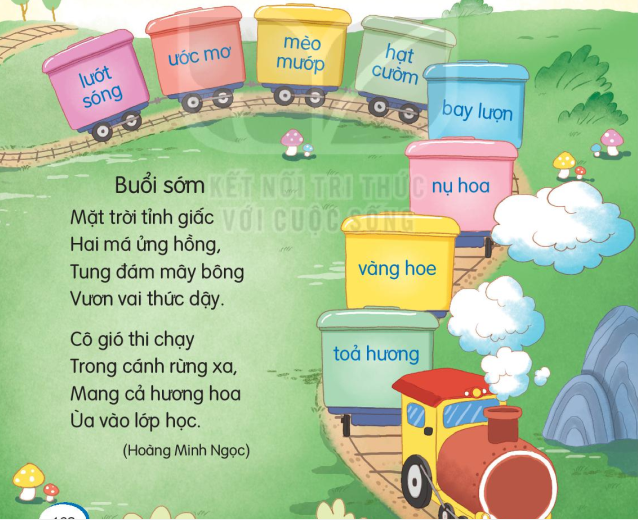 lướt
sóng
ước mơ
mèo
mướp
hạt
cườm
bay lượn
nụ hoa
vàng hoe
toả hương
Buổi sớm
Mặt trời tỉnh giấc
Hai má ửng hồng,
Tung đám mây bông
Vươn vai thức dậy.
Cô gió thi chạy
Trong cánh rừng xa,
Mang cả hương hoa
Ùa vào lớp học.
(Hoàng Minh Ngọc)
KẾT NỐI TRI THỨC
VỚI CUỘC SỐNG